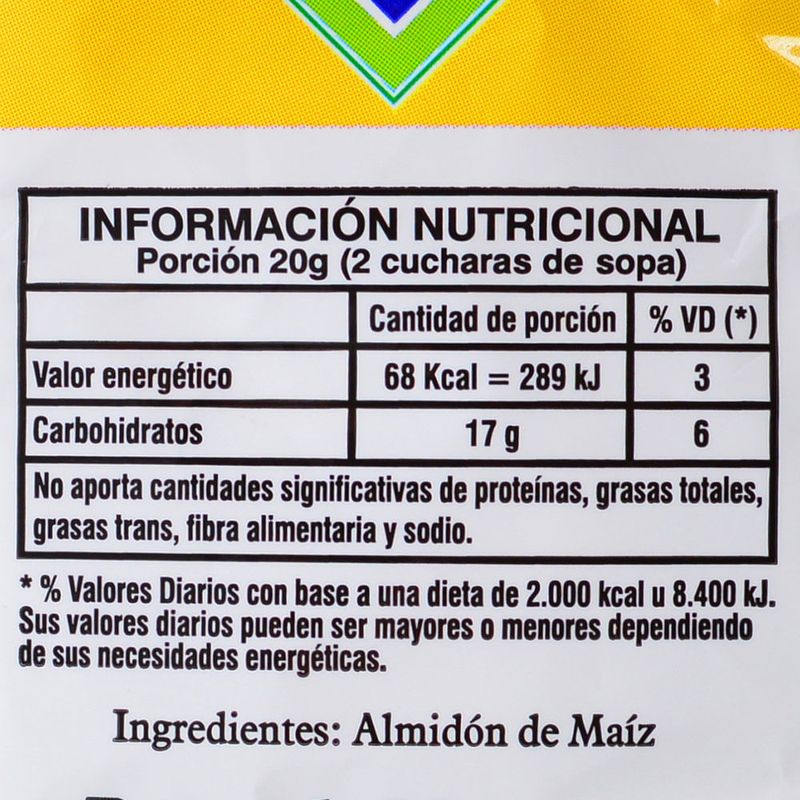 INFORMACIÓN NUTRICIONAL
Porción 20g (2 cucharas de sopa)
Cantidad de porción % VD (*)
Valor energético 68 Kcal = 289 kJ 3
Carbohidratos 17 g 6
No aporta cantidades significativas de proteínas, grasas totales,
grasas trans, fibra alimentaria y sodio.
* % Valores Diarios con base a una dieta de 2.000 kcal u 8.400 kJ.
Sus valores diarios pueden ser mayores o menores dependiendo
de sus necesidades energéticas.
Ingredientes: Almidón de Maíz